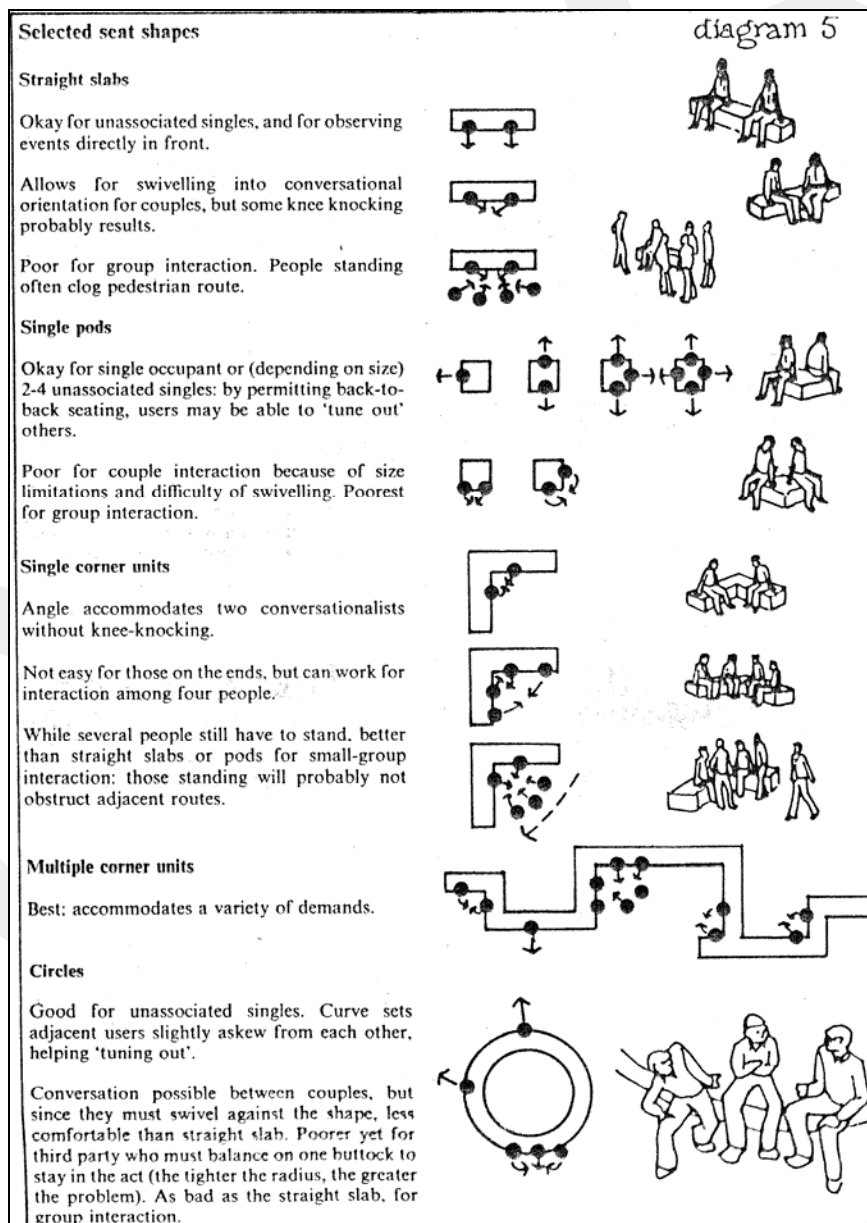 Selected seat shapes
diagram 5
Straight slabs
Okay for unassociated singles, and for observing
events directly in front.
Allows for swivelling into conversational
orientation for couples, but some knee knocking
probably results.
Poor for group interaction. People standing
often clog pedestrian route.
Single pods
Okay for single occupant or (depending on size)
2-4 unassociated singles: by permitting back-to-
back seating, users may be able to ‘tune out’
others.
Poor for couple interaction because of size
limitations and difficulty of swivelling. Poorest
for group interaction.
Single corner units
Angle accommodates two conversationalists
without knee-knocking.
Not easy for those on the ends, but can work for
interaction among four people.
While several people still have to stand, better
than straight slabs or pods for small-group
interaction: those standing will probably not
obstruct adjacent routes.
Multiple corner units
Best: accommodates a variety of demands.
Circles
Good for unassociated singles. Curve sets
adjacent users slightly askew from each other,
helping ‘tuning out’.
Conversation possible between couples, but
since they must swivel against the shape, less
comfortable than straight slab. Poorer yet for
third party who must balance on one buttock to
stay in the act (the tighter the radius, the greater
the problem). As bad as the straight slab, for
group interaction.